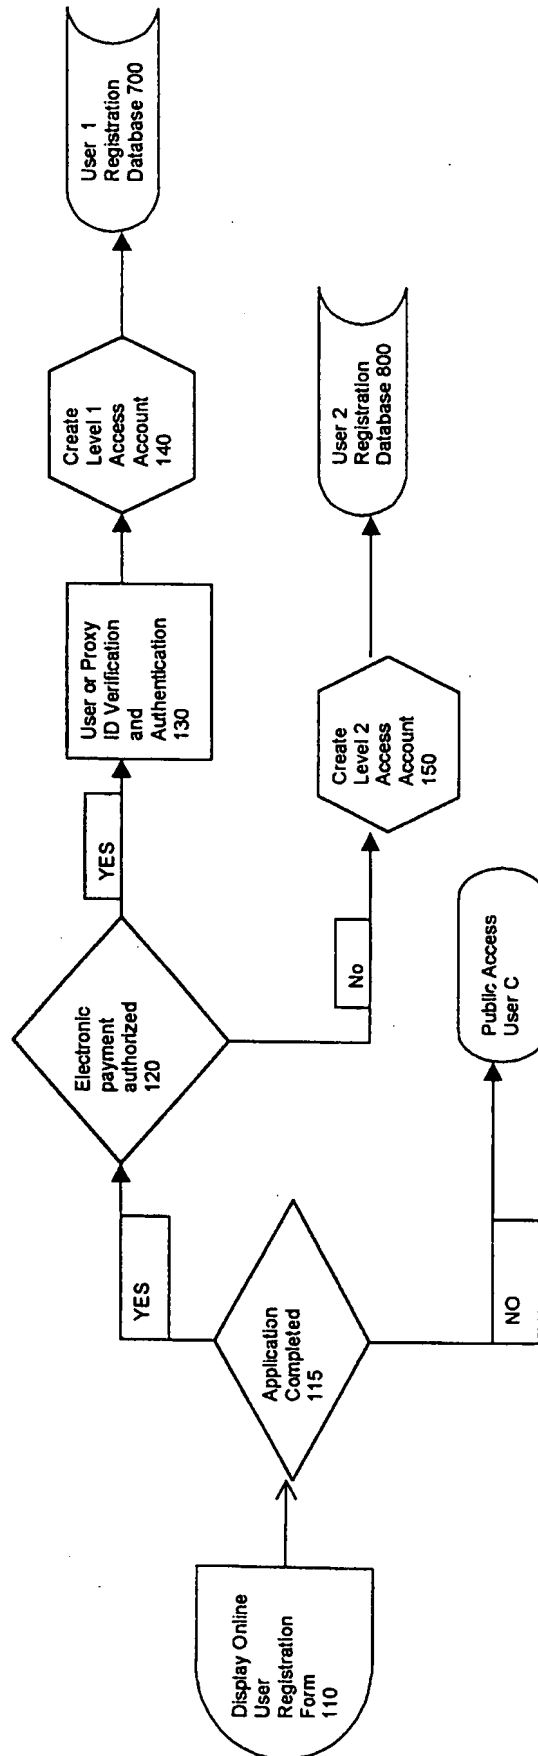 Display Online
User
Registration
Form
110
Application
Completed
115
YES
NO
Electronic
payment
authorized
120
YES
No
Public Access
User C
User or Proxy
ID Verification
and
Authentication
130
Create
Level 1
Access
Account
140
Create
Level 2
Access
Account
150
User 1
Registration
Database 700
User 2
Registration
Database 800